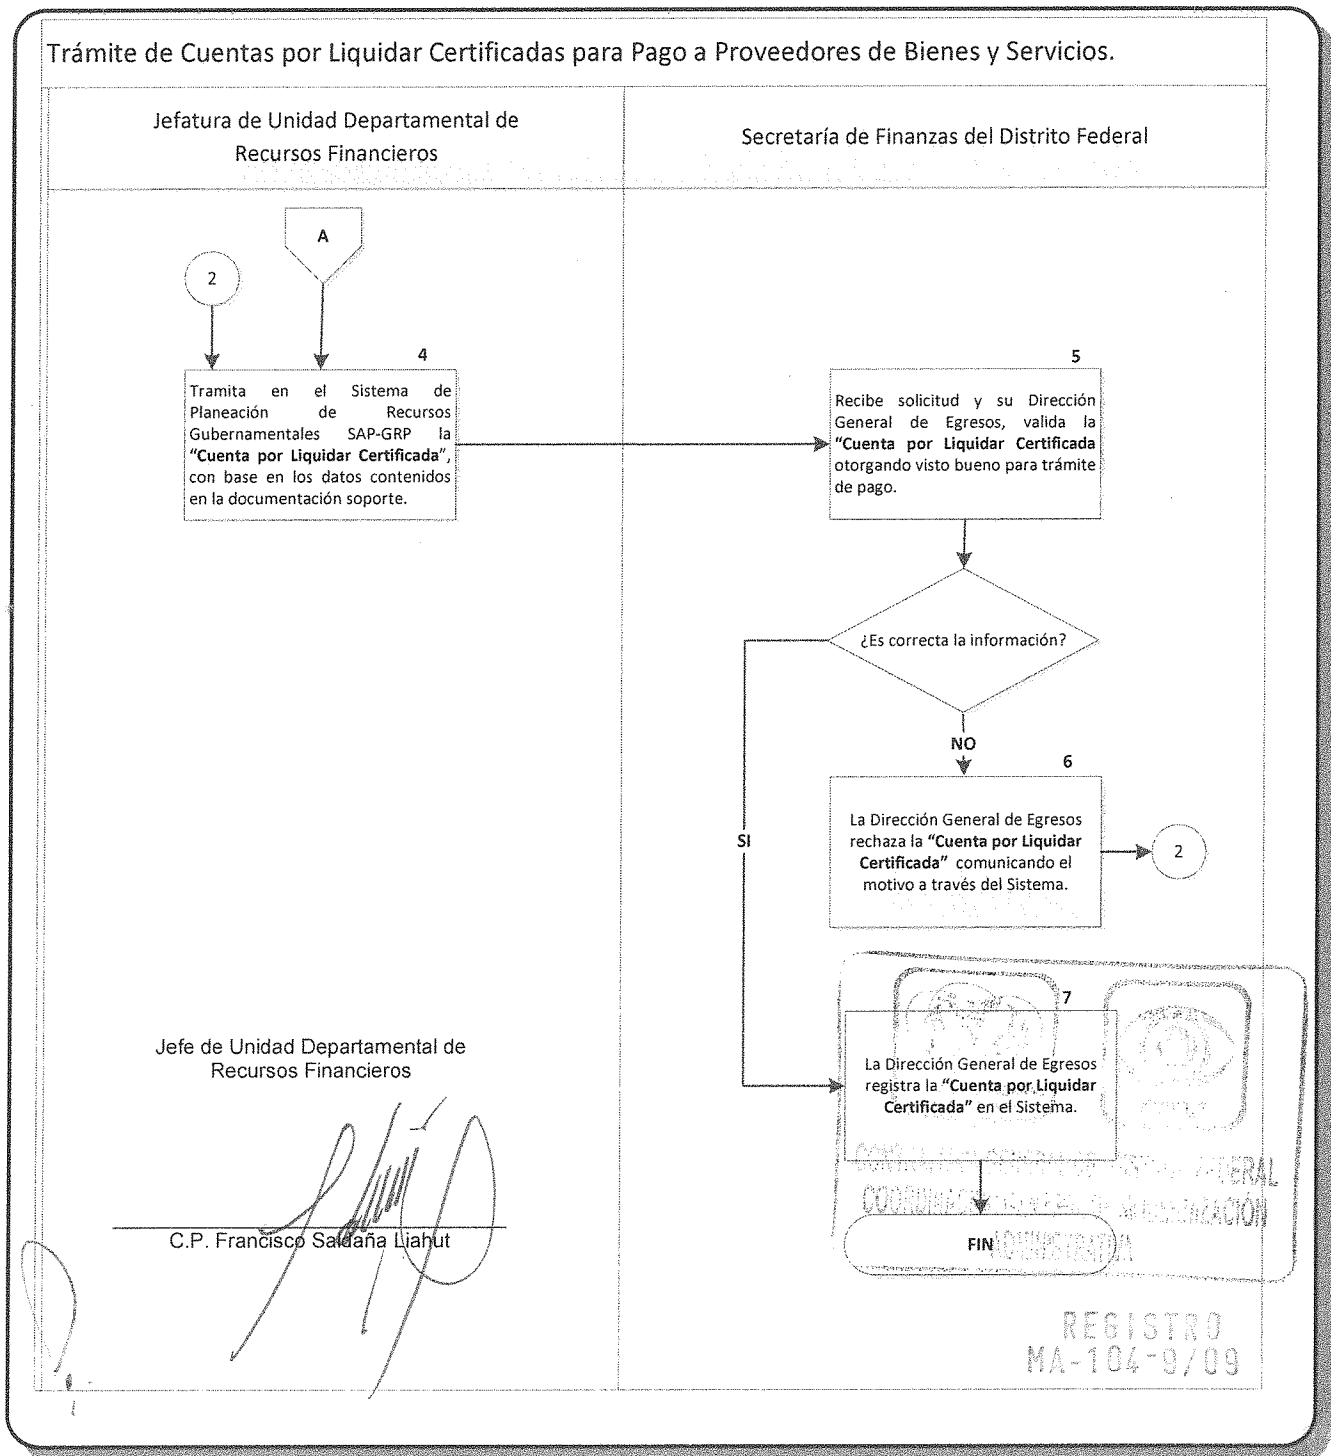 Trámite de Cuentas por Liquidar Certificadas para Pago a Proveedores de Bienes y Servicios.
Jefatura de Unidad Departamental de
Recursos Financieros
Secretaría de Finanzas del Distrito Federal
A
2
4
Tramita en el Sistema de
Planeación de Recursos
Gubernamentales SAP-GRP la
“Cuenta por Liquidar Certificada”,
con base en los datos contenidos
en la documentación soporte.
5
Recibe solicitud y su Dirección
General de Egresos, valida la
“Cuenta por Liquidar Certificada
otorgando visto bueno para trámite
de pago.
¿Es correcta la información?
NO
SI
6
La Dirección General de Egresos
rechaza la “Cuenta por Liquidar
Certificada” comunicando el
motivo a través del Sistema.
2
7
La Dirección General de Egresos
registra la “Cuenta por Liquidar
Certificada” en el Sistema.
FIN
Jefe de Unidad Departamental de
Recursos Financieros
C.P. Francisco Saldaña Liahut
ADMINISTRATIVA
REGISTRO
MA-104-9/09